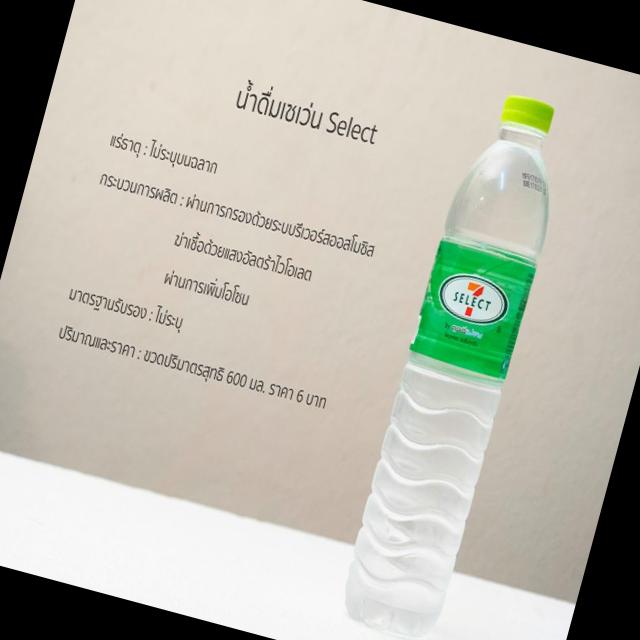 น้ำดื่มเซเว่น Select
แร่ธาตุ : ไม่ระบุบนฉลาก
กระบวนการผลิต : ผ่านการกรองด้วยระบบรีเวอร์สออสโมซิส
ฆ่าเชื้อด้วยแสงอัลตร้าไวโอเลต
ผ่านการเพิ่มโอโซน
มาตรฐานรับรอง : ไม่ระบุ
ปริมาณและราคา : ขวดปริมาตรสุทธิ 600 มล. ราคา 6 บาท
7
SELECT